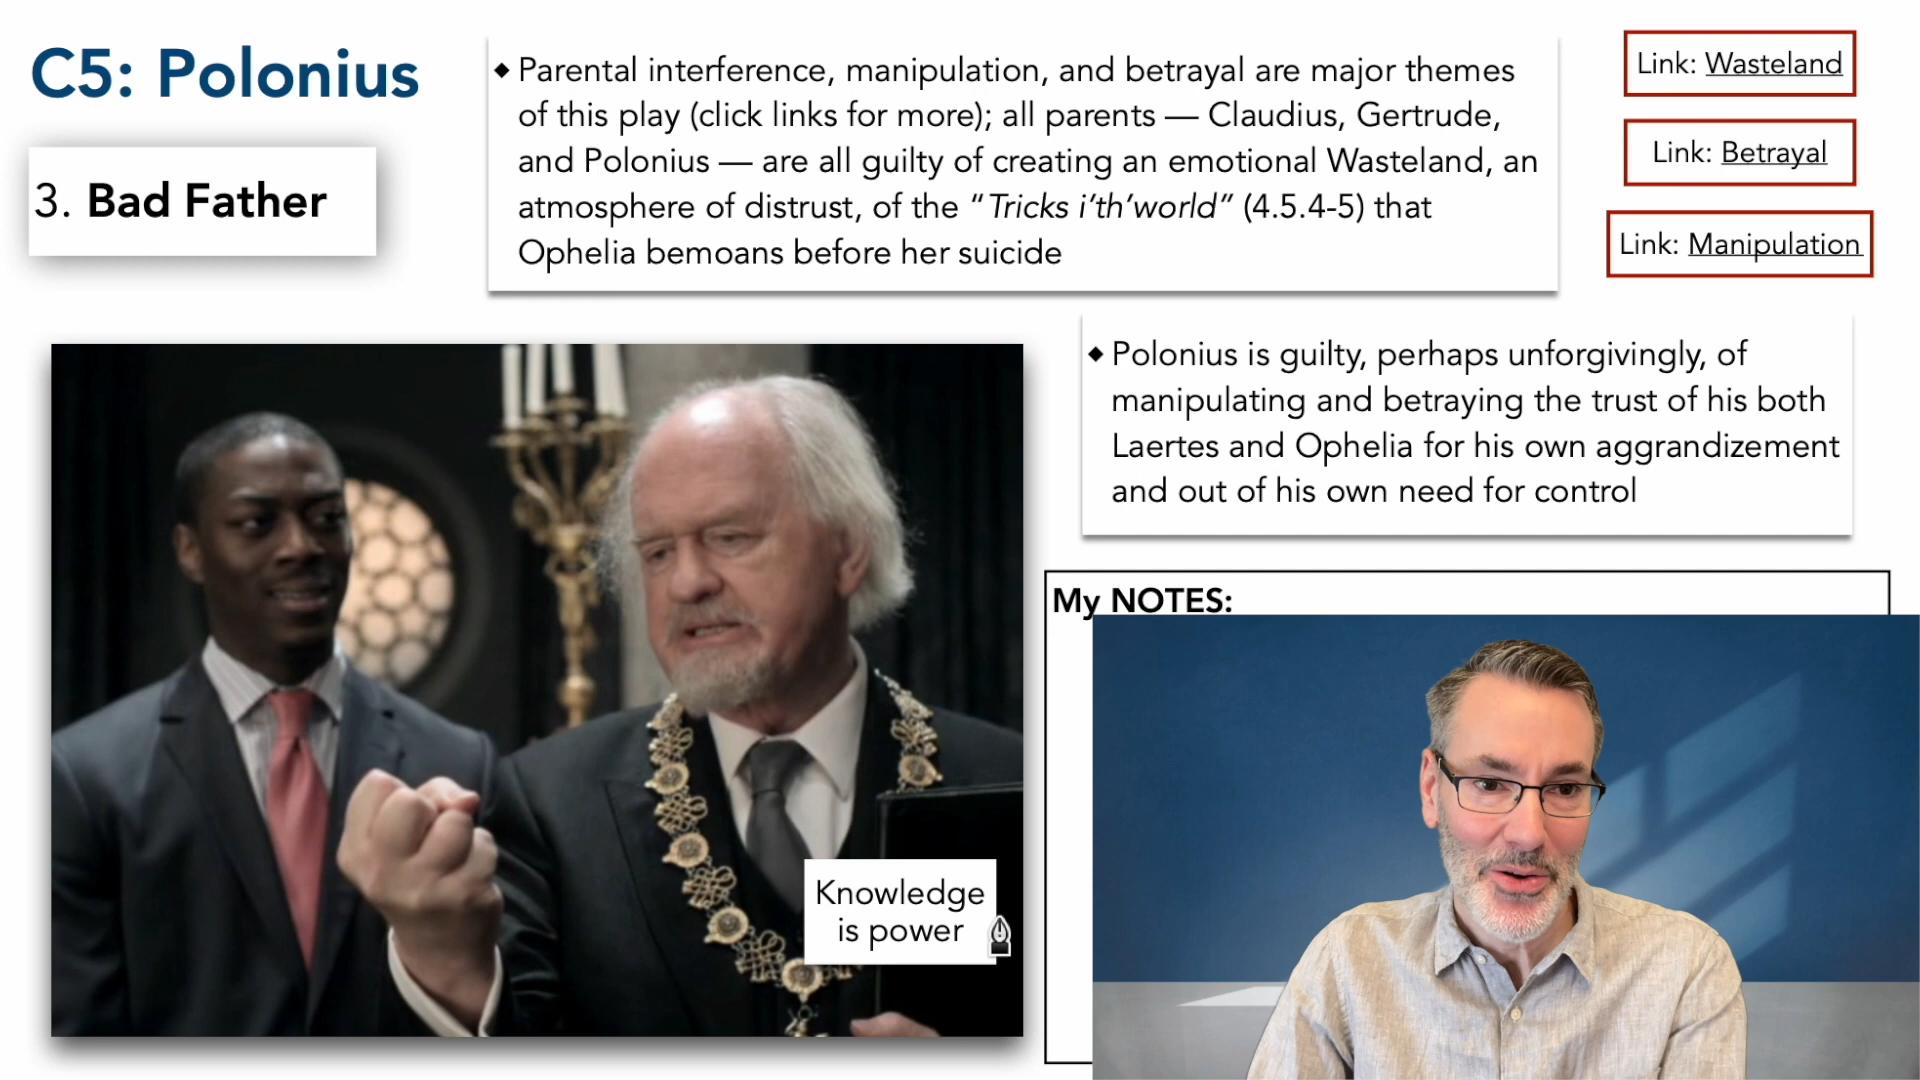 C5: Polonius
3. Bad Father
◆ Parental interference, manipulation, and betrayal are major themes
of this play (click links for more); all parents — Claudius, Gertrude,
and Polonius — are all guilty of creating an emotional Wasteland, an
atmosphere of distrust, of the “Tricks i’th’world” (4.5.4-5) that
Ophelia bemoans before her suicide
Link: Wasteland
Link: Betrayal
Link: Manipulation
◆ Polonius is guilty, perhaps unforgivingly, of
manipulating and betraying the trust of his both
Laertes and Ophelia for his own aggrandizement
and out of his own need for control
My NOTES:
Knowledge
is power